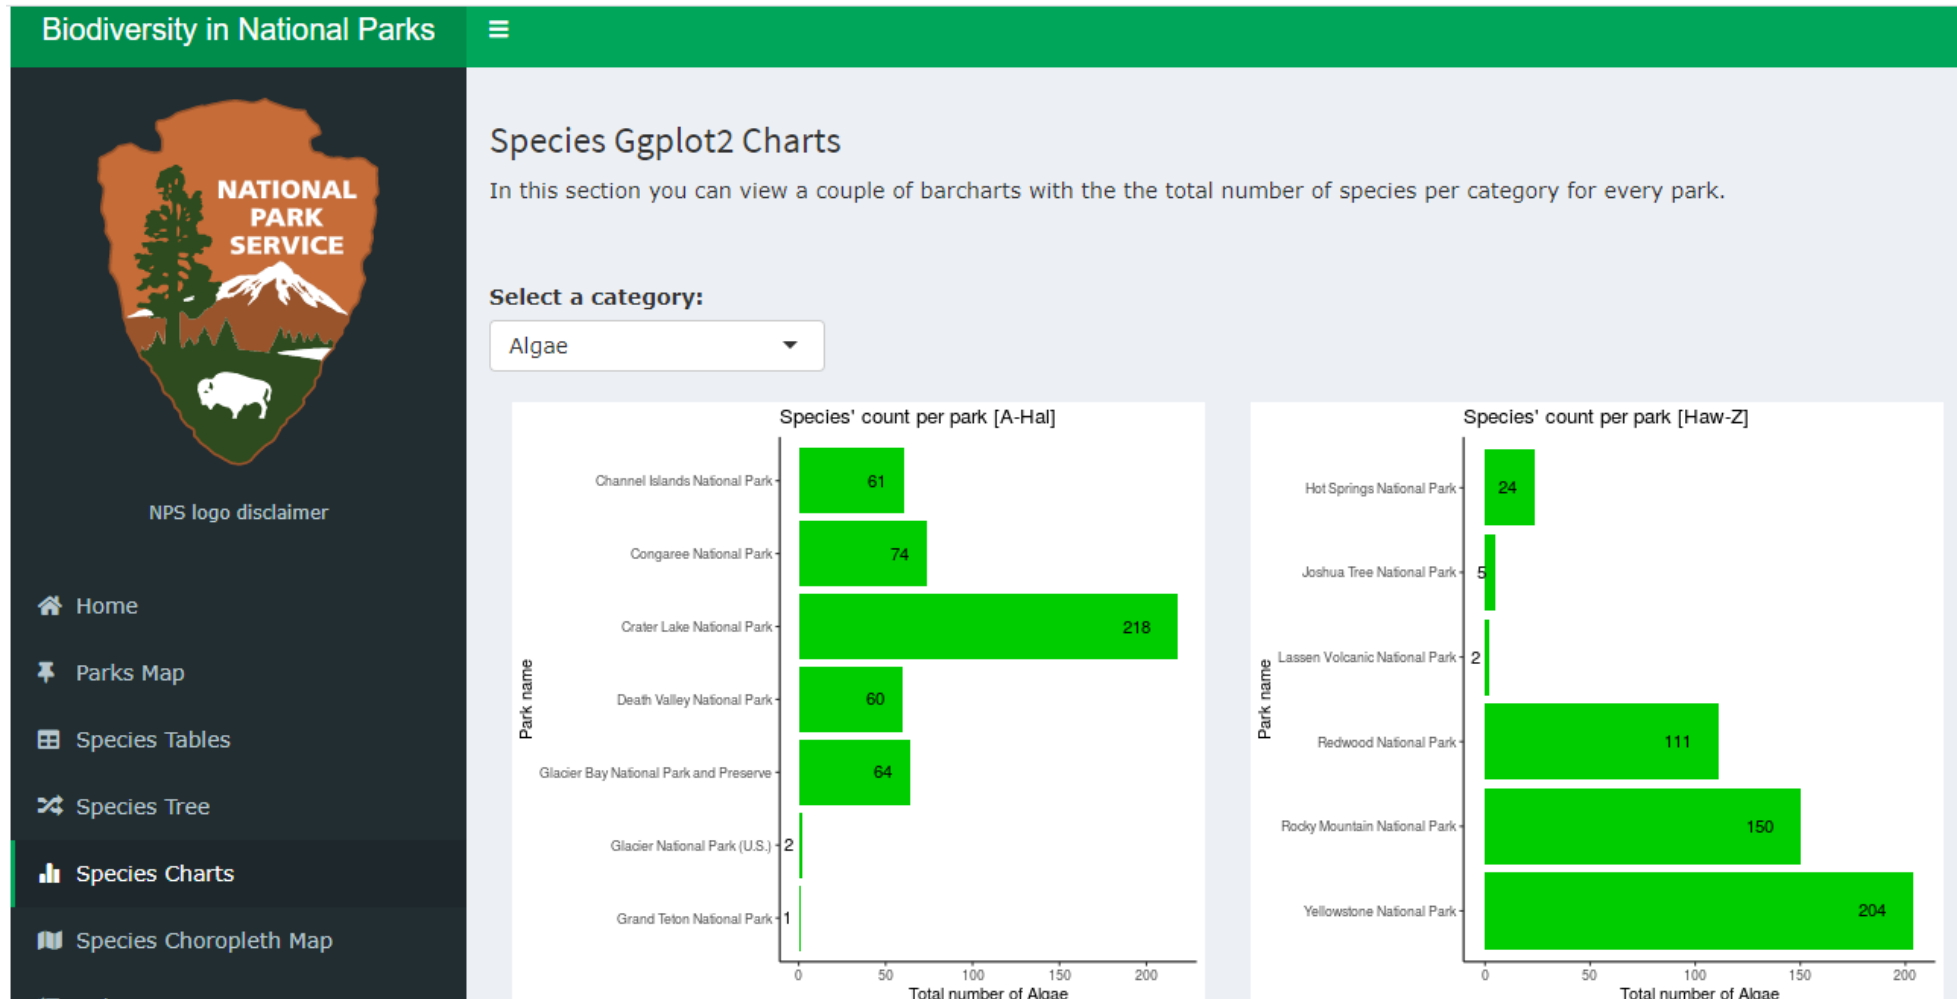 Biodiversity in National Parks
NATIONAL
PARK
SERVICE
NPS logo disclaimer
Home
Parks Map
Species Tables
Species Tree
Species Charts
Species Choropleth Map
Species Ggplot2 Charts
In this section you can view a couple of barcharts with the the total number of species per category for every park.
Select a category:
Algae
Species' count per park [A-Hal]
Park name
Channel Islands National Park 61
Congaree National Park 74
Crater Lake National Park 218
Death Valley National Park 60
Glacier Bay National Park and Preserve 64
Glacier National Park (U.S.) 2
Grand Teton National Park 1
0 50 100 150 200
Total number of Algae
Species' count per park [Haw-Z]
Park name
Hot Springs National Park 24
Joshua Tree National Park 5
Lassen Volcanic National Park 2
Redwood National Park 111
Rocky Mountain National Park 150
Yellowstone National Park 204
0 50 100 150 200
Total number of Algae